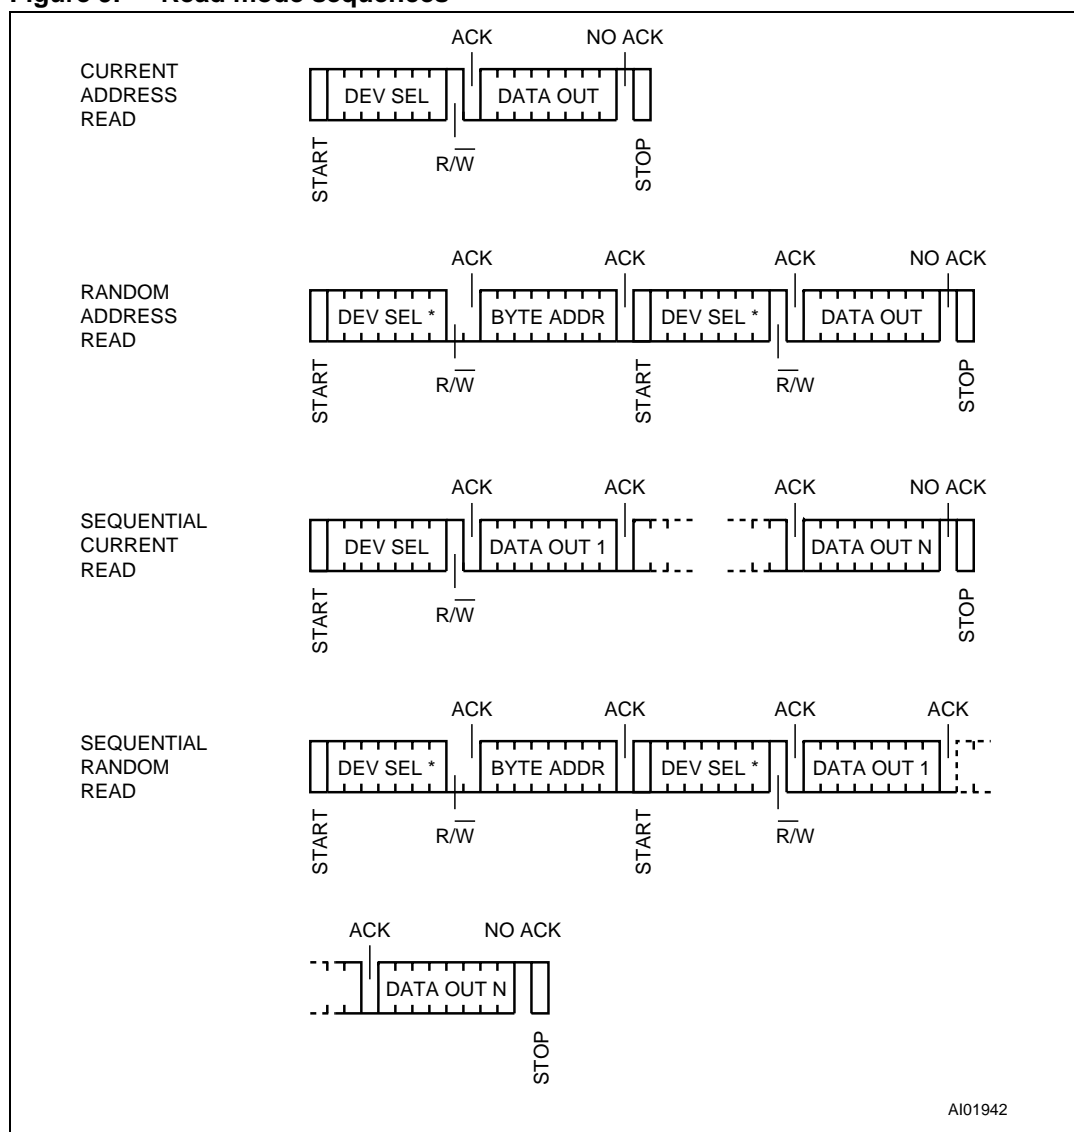 Figure Read mode sequences
ACK NO ACK
CURRENT
ADDRESS
READ
DEV SEL DATA OUT
START
R/W̅
STOP
ACK ACK ACK NO ACK
RANDOM
ADDRESS
READ
DEV SEL * BYTE ADDR DEV SEL * DATA OUT
START
R/W̅
START
R̅/W
STOP
ACK ACK ACK NO ACK
SEQUENTIAL
CURRENT
READ
DEV SEL DATA OUT 1 DATA OUT N
START
R/W̅
STOP
ACK ACK ACK ACK
SEQUENTIAL
RANDOM
READ
DEV SEL * BYTE ADDR DEV SEL * DATA OUT 1
START
R/W̅
START
R̅/W
ACK NO ACK
DATA OUT N
STOP
AI01942